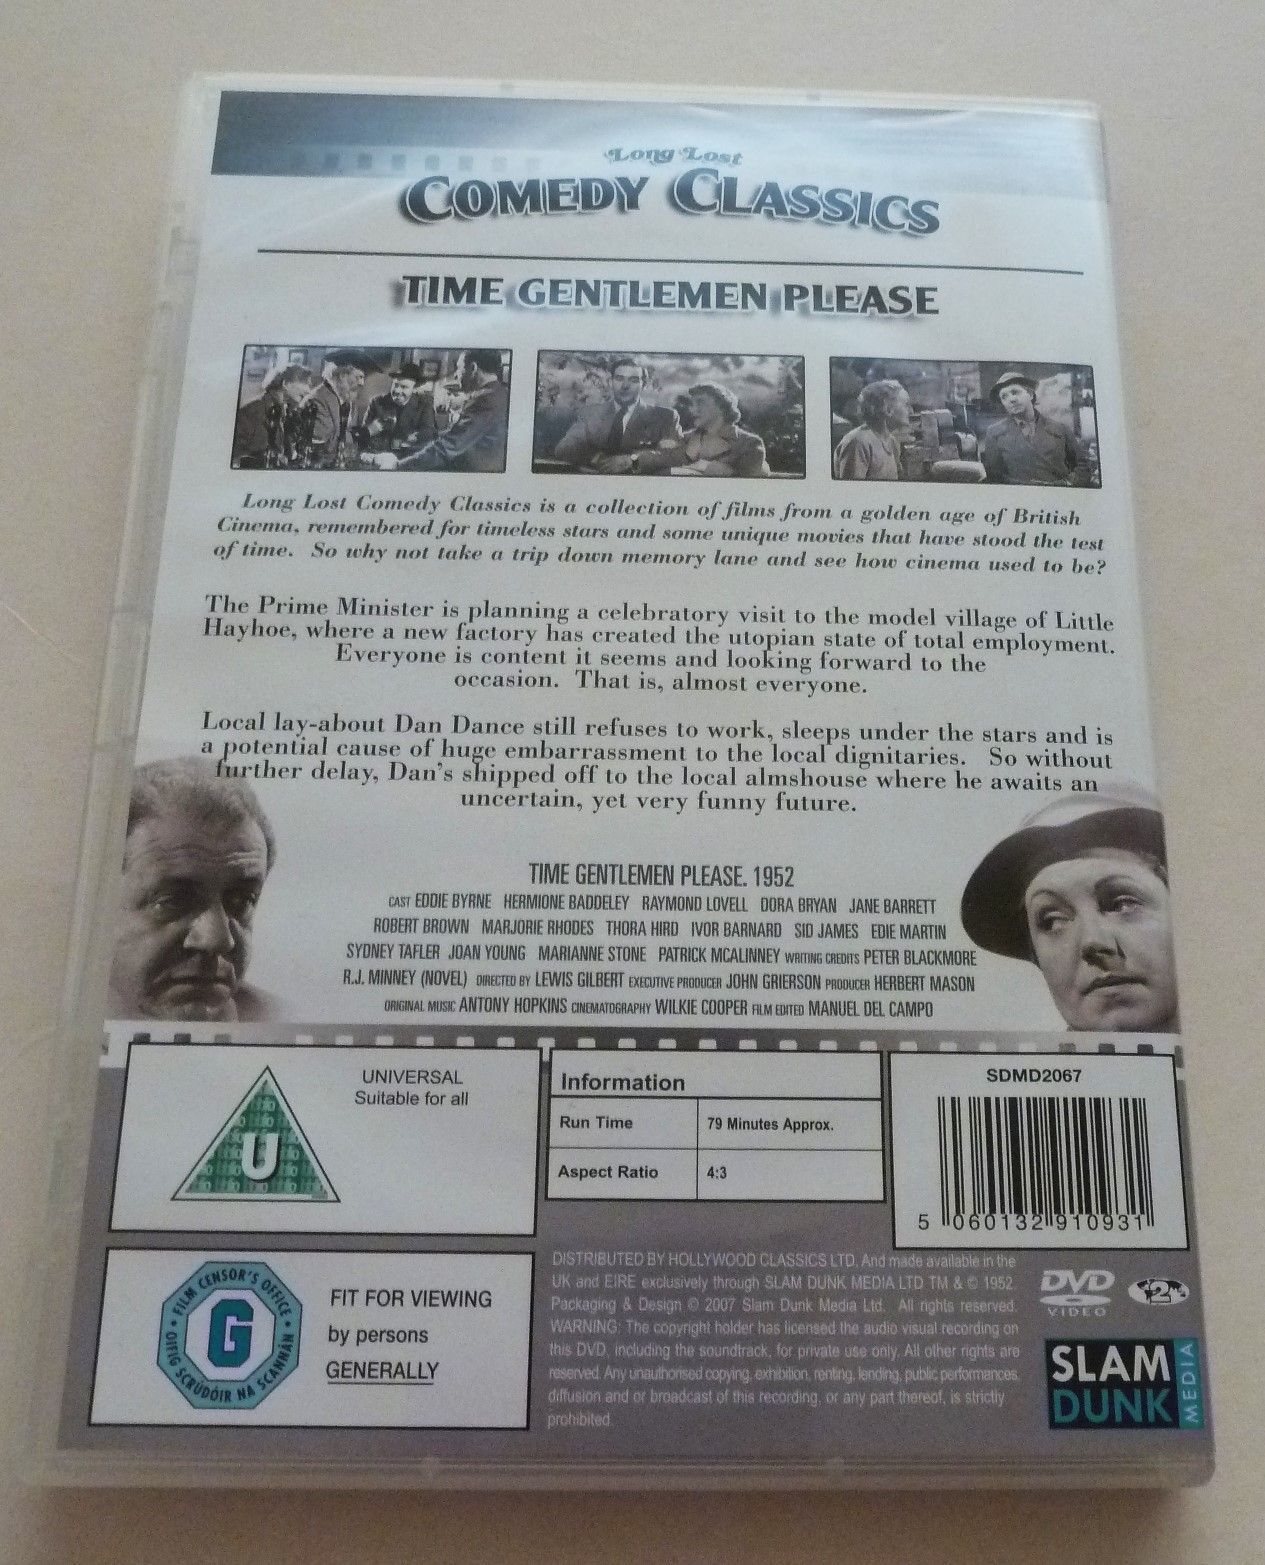 Long Lost
COMEDY CLASSICS
TIME GENTLEMEN PLEASE
Long Lost Comedy Classics is a collection of films from a golden age of British
Cinema, remembered for timeless stars and some unique movies that have stood the test
of time. So why not take a trip down memory lane and see how cinema used to be?
The Prime Minister is planning a celebratory visit to the model village of Little
Hayhoe, where a new factory has created the utopian state of total employment.
Everyone is content it seems and looking forward to the
occasion. That is, almost everyone.
Local lay-about Dan Dance still refuses to work, sleeps under the stars and is
a potential cause of huge embarrassment to the local dignitaries. So without
further delay, Dan's shipped off to the local almshouse where he awaits an
uncertain, yet very funny future.
TIME GENTLEMEN PLEASE. 1952
CAST EDDIE BYRNE HERMIONE BADDELEY RAYMOND LOVELL DORA BRYAN JANE BARRETT
ROBERT BROWN MARJORIE RHODES THORA HIRD IVOR BARNARD SID JAMES EDIE MARTIN
SYDNEY TAFLER JOAN YOUNG MARIANNE STONE PATRICK MCALINNEY WRITING CREDITS PETER BLACKMORE
R.J. MINNEY (NOVEL) DIRECTED BY LEWIS GILBERT EXECUTIVE PRODUCER JOHN GRIERSON PRODUCER HERBERT MASON
ORIGINAL MUSIC ANTONY HOPKINS CINEMATOGRAPHY WILKIE COOPER FILM EDITED MANUEL DEL CAMPO
U
UNIVERSAL
Suitable for all
Information
Run Time 79 Minutes Approx.
Aspect Ratio 4:3
SDMD2067
5 060132 910931
FILM CENSOR'S OFFICE
G
OIFIG SCRÚDÓIR NA SCANNÁN
FIT FOR VIEWING
by persons
GENERALLY
DISTRIBUTED BY HOLLYWOOD CLASSICS LTD. And made available in the
UK and EIRE exclusively through SLAM DUNK MEDIA LTD TM & © 1952.
Packaging & Design © 2007 Slam Dunk Media Ltd. All rights reserved.
WARNING: The copyright holder has licensed the audio visual recording on
this DVD, including the soundtrack, for private use only. All other rights are
reserved. Any unauthorised copying, exhibition, renting, lending, public performances,
diffusion and or broadcast of this recording, or any part thereof, is strictly
prohibited.
DVD
VIDEO
2
SLAM
DUNK
MEDIA